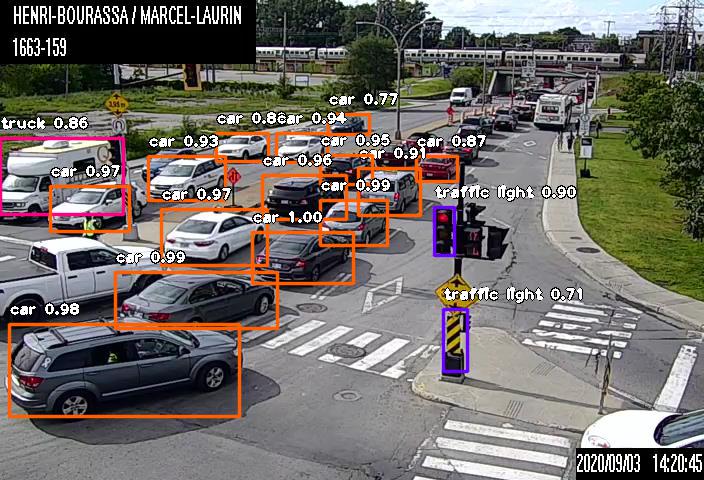 HENRI-BOURASSA / MARCEL-LAURIN
1663-159
car 0.77
truck 0.86
car 0.8
car 0.94
car 0.93
car 0.95
car 0.87
car 0.96
0.91
car 0.97
car 0.97
car 0.99
traffic light 0.90
car 1.00
car 0.99
traffic light 0.71
car 0.98
2020/09/03 14:20:45